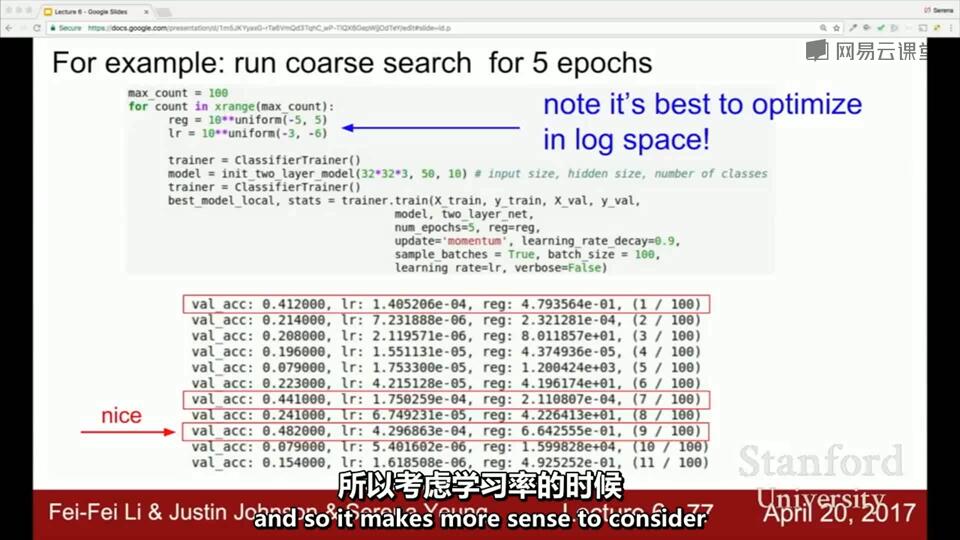 Lecture 6 - Google Slides
Serena
Secure
https://docs.google.com/presentation/d/
For example: run coarse search for 5 epochs
网易云课堂
max_count = 100
for count in xrange(max_count):
reg = 10**uniform(-5, 5)
lr = 10**uniform(-3, -6)
note it's best to optimize
in log space!
trainer = ClassifierTrainer()
model = init_two_layer_model(32*32*3, 50, 10) # input size, hidden size, number of classes
trainer = ClassifierTrainer()
best_model_local, stats = trainer.train(X_train, y_train, X_val, y_val,
model, two_layer_net,
num_epochs=5, reg=reg,
update='momentum', learning_rate_decay=0.9,
sample_batches = True, batch_size = 100,
learning_rate=lr, verbose=False)
val_acc: 0.412000, lr: 1.405206e-04, reg: 4.793564e-01, (1 / 100)
val_acc: 0.214000, lr: 7.231888e-06, reg: 2.321281e-04, (2 / 100)
val_acc: 0.208000, lr: 2.119571e-06, reg: 8.011857e+01, (3 / 100)
val_acc: 0.196000, lr: 1.551131e-05, reg: 4.374936e-05, (4 / 100)
val_acc: 0.079000, lr: 1.753300e-05, reg: 1.200424e+03, (5 / 100)
val_acc: 0.223000, lr: 4.215128e-05, reg: 4.196174e+01, (6 / 100)
val_acc: 0.441000, lr: 1.750259e-04, reg: 2.110807e-04, (7 / 100)
val_acc: 0.241000, lr: 6.749231e-05, reg: 4.226413e+01, (8 / 100)
nice
val_acc: 0.482000, lr: 4.296863e-04, reg: 6.642555e-01, (9 / 100)
val_acc: 0.079000, lr: 5.401602e-06, reg: 1.599828e+04, (10 / 100)
val_acc: 0.154000, lr: 1.618508e-06, reg: 4.925252e-01, (11 / 100)
Stanford
University
所以考虑学习率的时候
Fei-Fei Li & Justin Johnson & Serena Yeung
Lecture 6 - 77
April 20, 2017
and so it makes more sense to consider